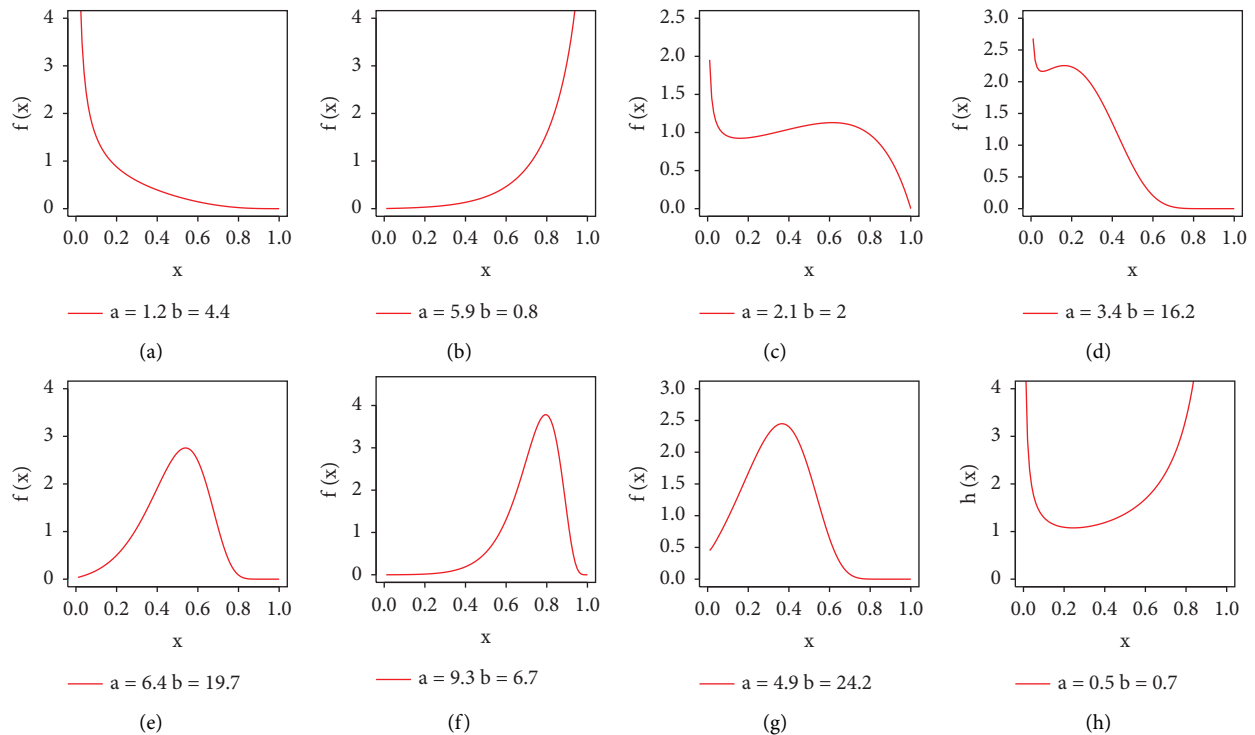 4
3
2
1
0
f (x)
0.0 0.2 0.4 0.6 0.8 1.0
x
a = 1.2 b = 4.4
(a)
4
3
2
1
0
f (x)
0.0 0.2 0.4 0.6 0.8 1.0
x
a = 5.9 b = 0.8
(b)
2.5
2.0
1.5
1.0
0.5
0.0
f (x)
0.0 0.2 0.4 0.6 0.8 1.0
x
a = 2.1 b = 2
(c)
3.0
2.5
2.0
1.5
1.0
0.5
0.0
f (x)
0.0 0.2 0.4 0.6 0.8 1.0
x
a = 3.4 b = 16.2
(d)
4
3
2
1
0
f (x)
0.0 0.2 0.4 0.6 0.8 1.0
x
a = 6.4 b = 19.7
(e)
4
3
2
1
0
f (x)
0.0 0.2 0.4 0.6 0.8 1.0
x
a = 9.3 b = 6.7
(f)
3.0
2.5
2.0
1.5
1.0
0.5
0.0
f (x)
0.0 0.2 0.4 0.6 0.8 1.0
x
a = 4.9 b = 24.2
(g)
4
3
2
1
0
h (x)
0.0 0.2 0.4 0.6 0.8 1.0
x
a = 0.5 b = 0.7
(h)